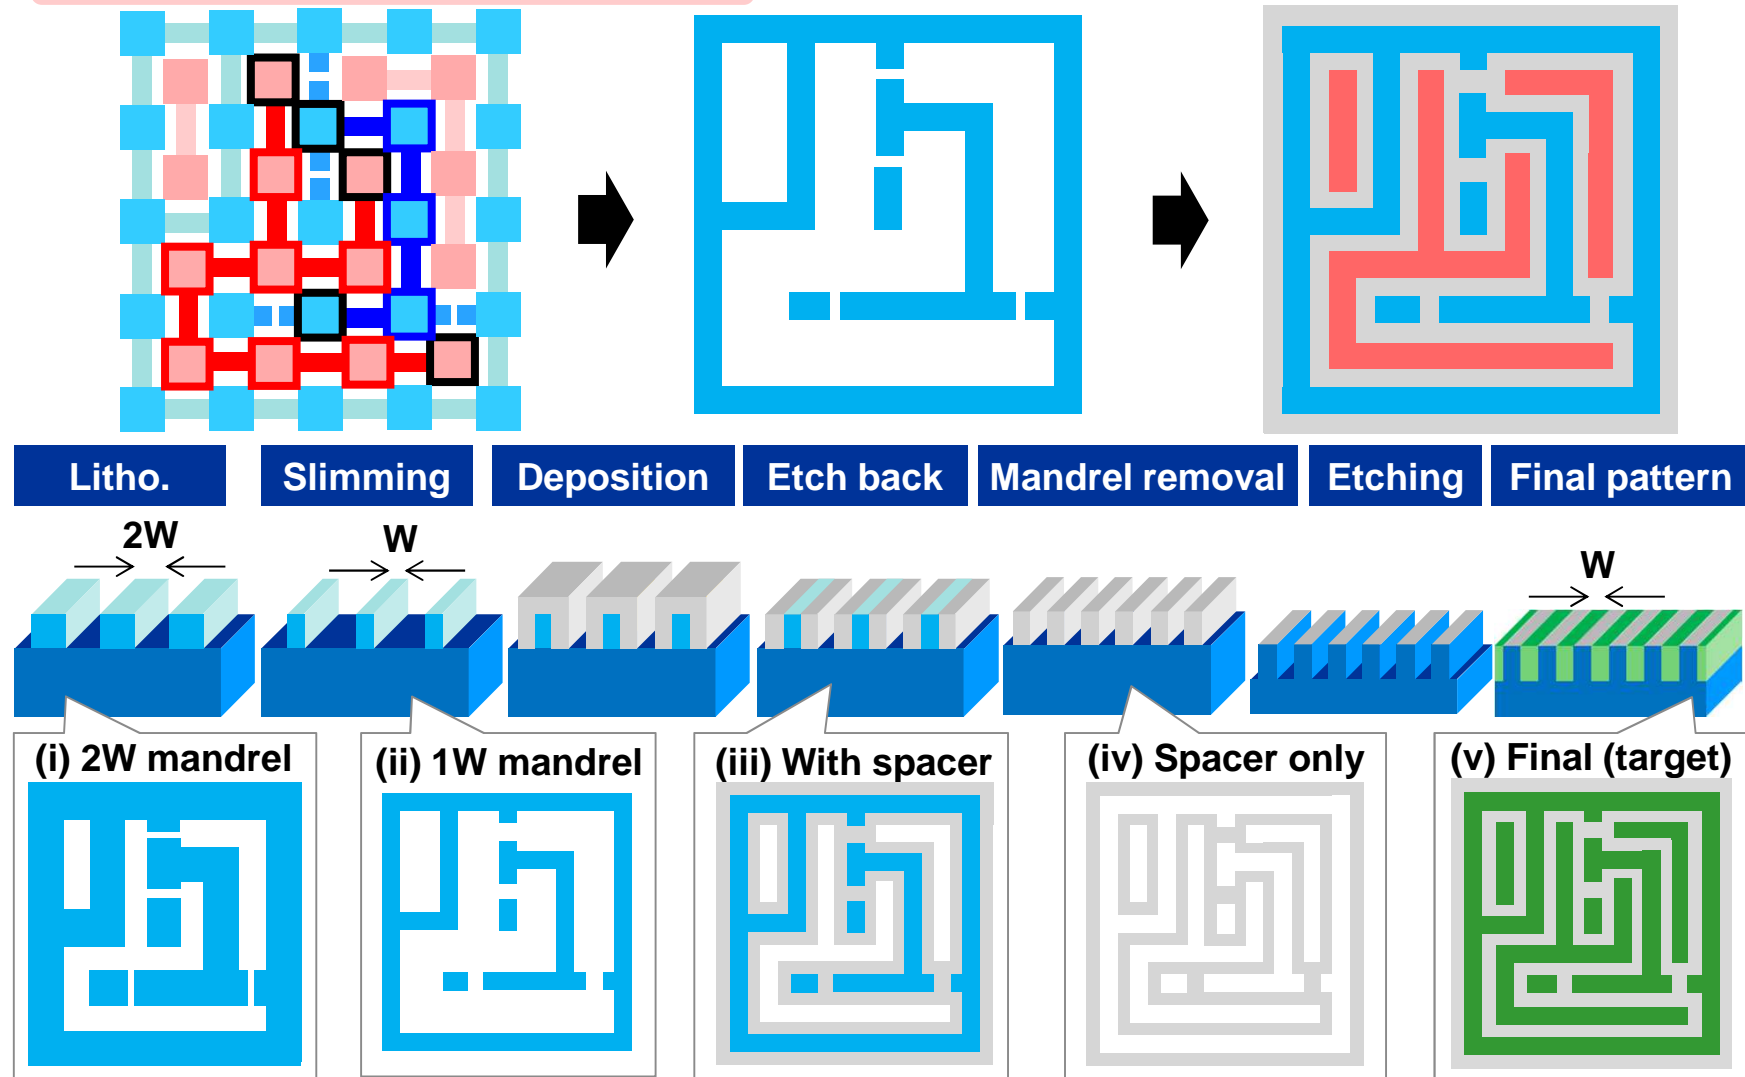 Litho.
Slimming
Deposition
Etch back
Mandrel removal
Etching
Final pattern
2W
W
W
(i) 2W mandrel
(ii) 1W mandrel
(iii) With spacer
(iv) Spacer only
(v) Final (target)